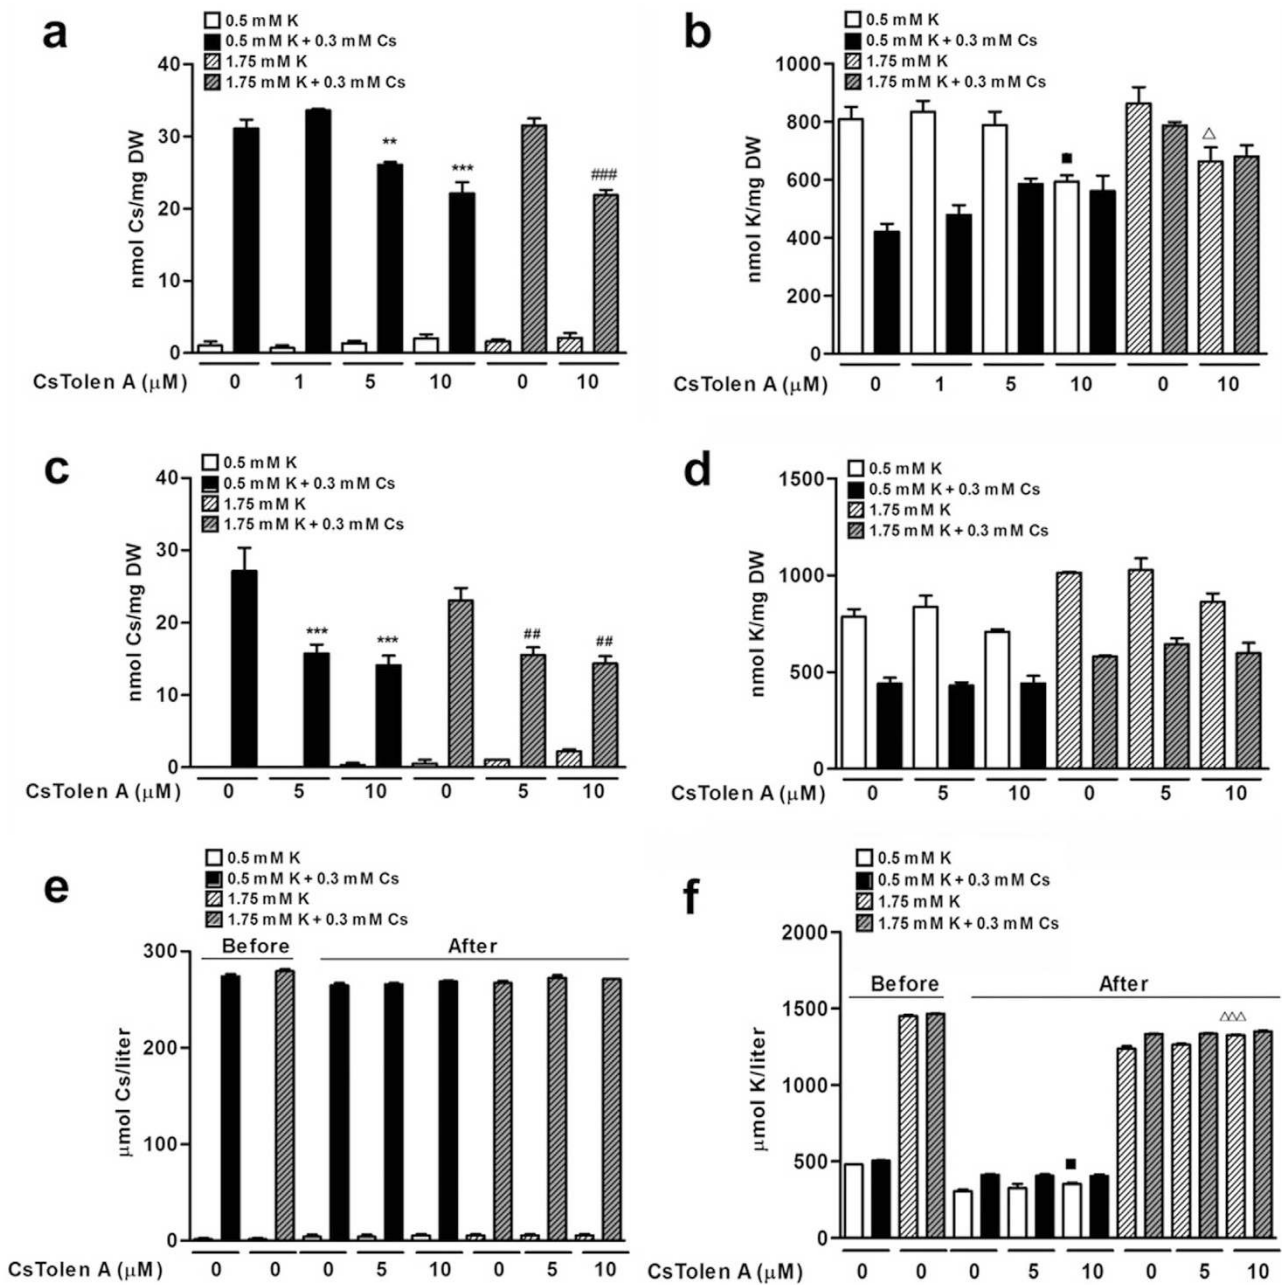 a
0.5 mM K
0.5 mM K + 0.3 mM Cs
1.75 mM K
1.75 mM K + 0.3 mM Cs
nmol Cs/mg DW
40
30
20
10
0
** *** ###
CsTolen A (μM) 0 1 5 10 0 10
b
0.5 mM K
0.5 mM K + 0.3 mM Cs
1.75 mM K
1.75 mM K + 0.3 mM Cs
nmol K/mg DW
1000
800
600
400
200
0
■ △
CsTolen A (μM) 0 1 5 10 0 10
c
0.5 mM K
0.5 mM K + 0.3 mM Cs
1.75 mM K
1.75 mM K + 0.3 mM Cs
nmol Cs/mg DW
40
30
20
10
0
*** *** ## ##
CsTolen A (μM) 0 5 10 0 5 10
d
0.5 mM K
0.5 mM K + 0.3 mM Cs
1.75 mM K
1.75 mM K + 0.3 mM Cs
nmol K/mg DW
1500
1000
500
0
CsTolen A (μM) 0 5 10 0 5 10
e
0.5 mM K
0.5 mM K + 0.3 mM Cs
1.75 mM K
1.75 mM K + 0.3 mM Cs
Before After
μmol Cs/liter
300
200
100
0
CsTolen A (μM) 0 0 0 5 10 0 5 10
f
0.5 mM K
0.5 mM K + 0.3 mM Cs
1.75 mM K
1.75 mM K + 0.3 mM Cs
Before After
μmol K/liter
2000
1500
1000
500
0
■ △△△
CsTolen A (μM) 0 0 0 5 10 0 5 10